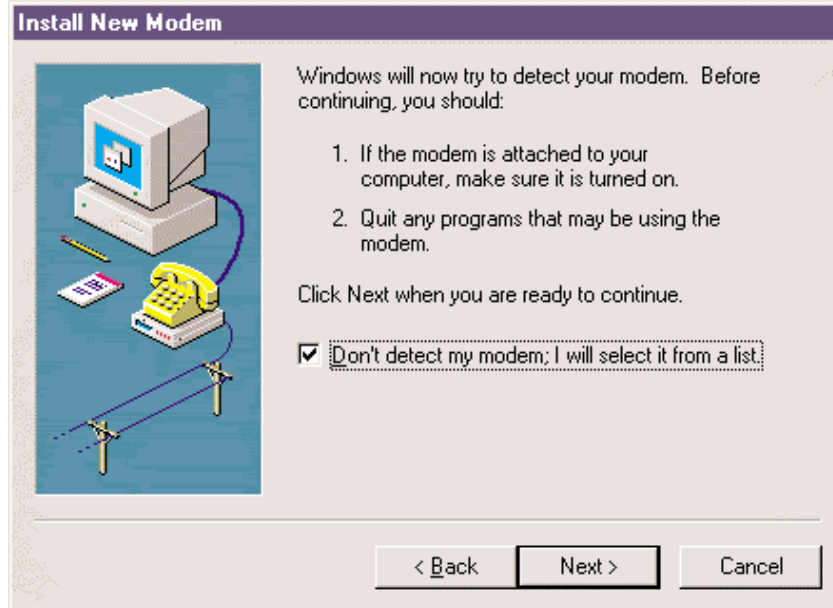 Install New Modem
Windows will now try to detect your modem. Before
continuing, you should:
1. If the modem is attached to your
computer, make sure it is turned on.
2. Quit any programs that may be using the
modem.
Click Next when you are ready to continue.
Don't detect my modem; I will select it from a list.
< Back
Next >
Cancel